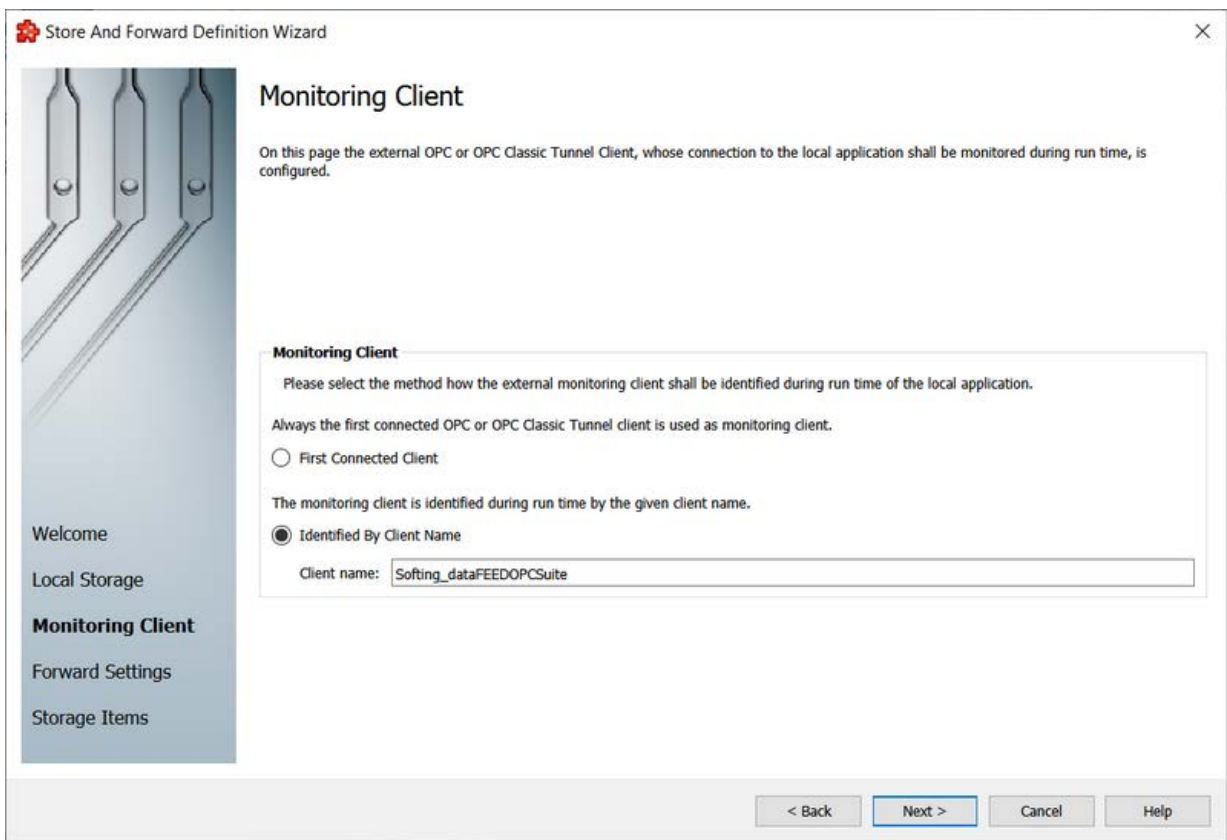 Store And Forward Definition Wizard
Monitoring Client
On this page the external OPC or OPC Classic Tunnel Client, whose connection to the local application shall be monitored during run time, is
configured.
Monitoring Client
Please select the method how the external monitoring client shall be identified during run time of the local application.
Always the first connected OPC or OPC Classic Tunnel client is used as monitoring client.
First Connected Client
The monitoring client is identified during run time by the given client name.
Identified By Client Name
Client name: Softing_dataFEEDOPCSuite
Welcome
Local Storage
Monitoring Client
Forward Settings
Storage Items
< Back Next > Cancel Help